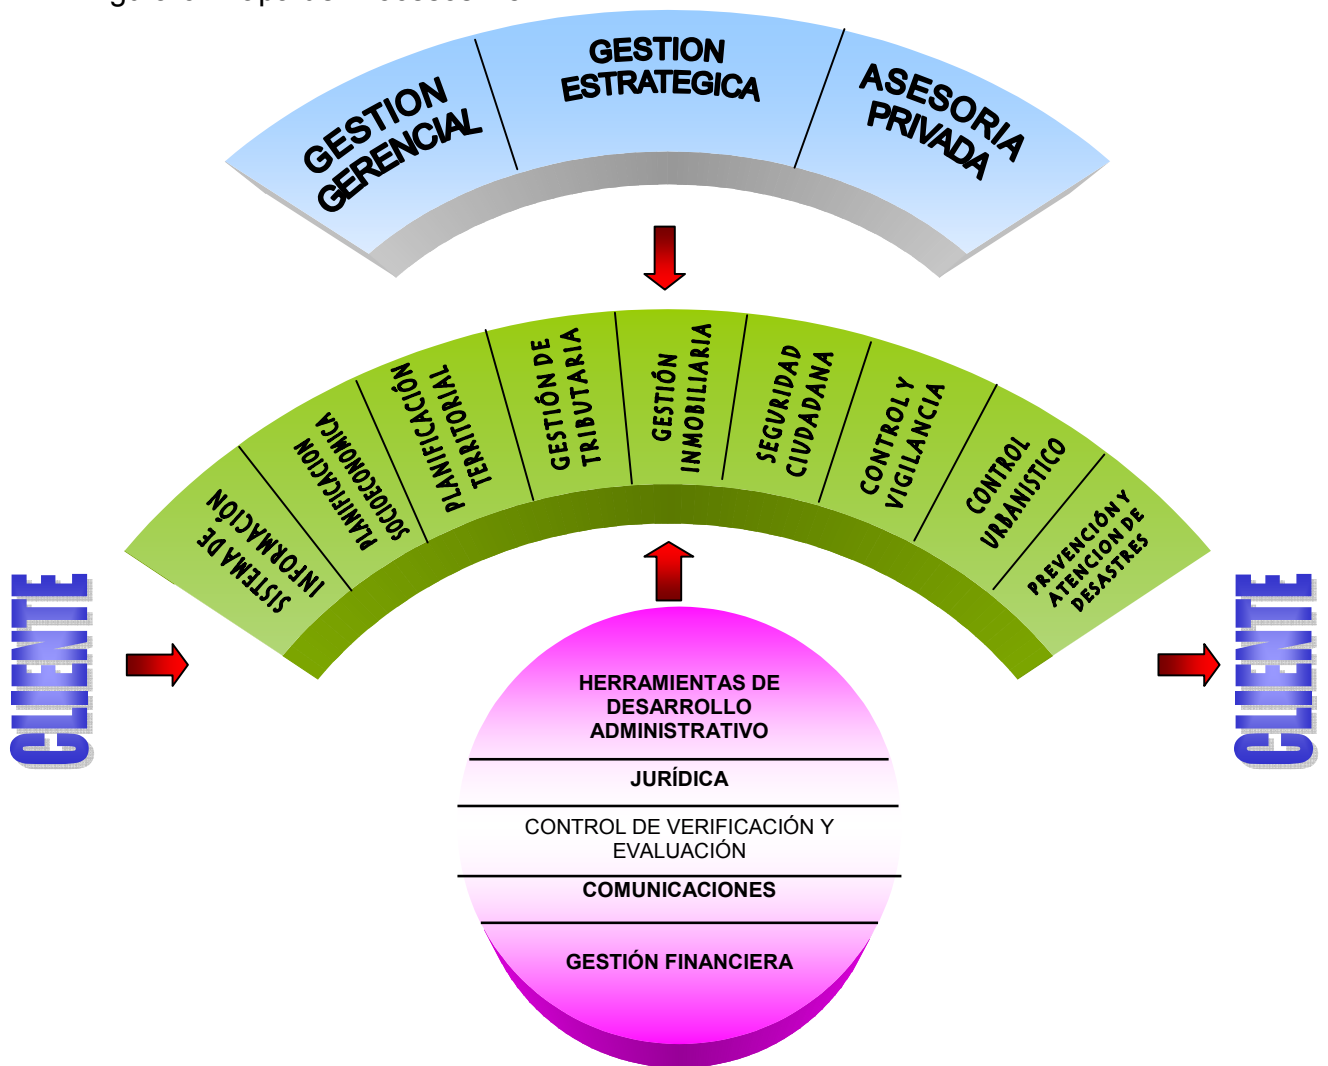 GESTION
GERENCIAL
GESTION
ESTRATEGICA
ASESORIA
PRIVADA
SISTEMA DE
INFORMACIÓN
PLANIFICACION
SOCIOECONOMICA
PLANIFICACIÓN
TERRITORIAL
GESTIÓN DE
TRIBUTARIA
GESTIÓN
INMOBILIARIA
SEGURIDAD
CIUDADANA
CONTROL Y
VIGILANCIA
CONTROL
URBANISTICO
PREVENCIÓN Y
ATENCION DE
DESASTRES
CLIENTE
CLIENTE
HERRAMIENTAS DE
DESARROLLO
ADMINISTRATIVO
JURÍDICA
CONTROL DE VERIFICACIÓN Y
EVALUACIÓN
COMUNICACIONES
GESTIÓN FINANCIERA